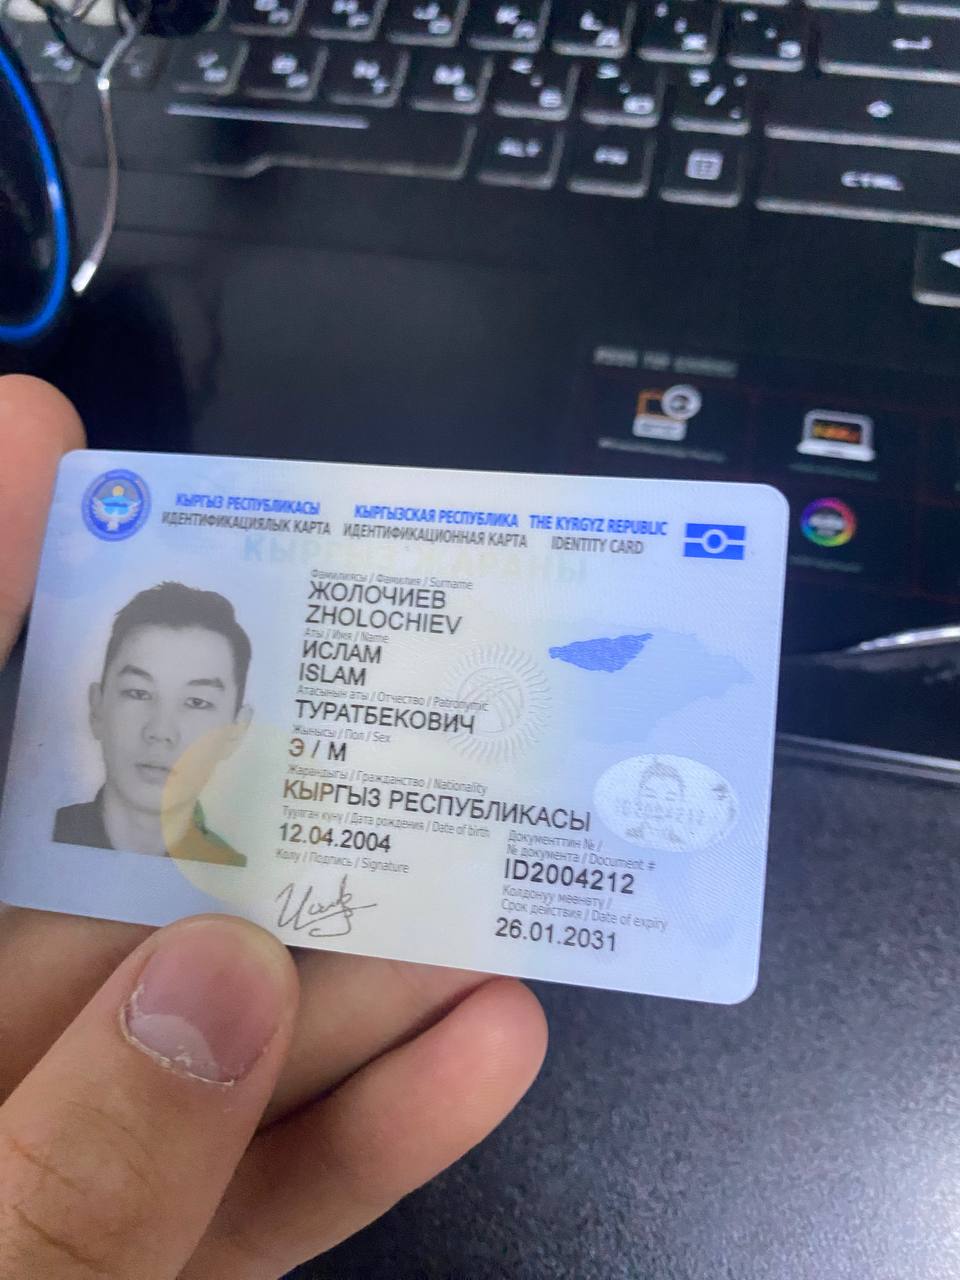 ALT
FN
CTRL
КЫРГЫЗ РЕСПУБЛИКАСЫ КЫРГЫЗСКАЯ РЕСПУБЛИКА THE KYRGYZ REPUBLIC
ИДЕНТИФИКАЦИЯЛЫК КАРТА ИДЕНТИФИКАЦИОННАЯ КАРТА IDENTITY CARD
КЫРГЫЗ ЖАРАНЫ
Фамилиясы / Фамилия / Surname
ЖОЛОЧИЕВ
ZHOLOCHIEV
Аты / Имя / Name
ИСЛАМ
ISLAM
Атасынын аты / Отчество / Patronymic
ТУРАТБЕКОВИЧ
Жынысы / Пол / Sex
Э / М
Жарандыгы / Гражданство / Nationality
КЫРГЫЗ РЕСПУБЛИКАСЫ
Туулган күнү / Дата рождения / Date of birth
12.04.2004
Колу / Подпись / Signature
Документтин № /
№ документа / Document #
ID2004212
Колдонуу мөөнөтү /
Срок действия / Date of expiry
26.01.2031